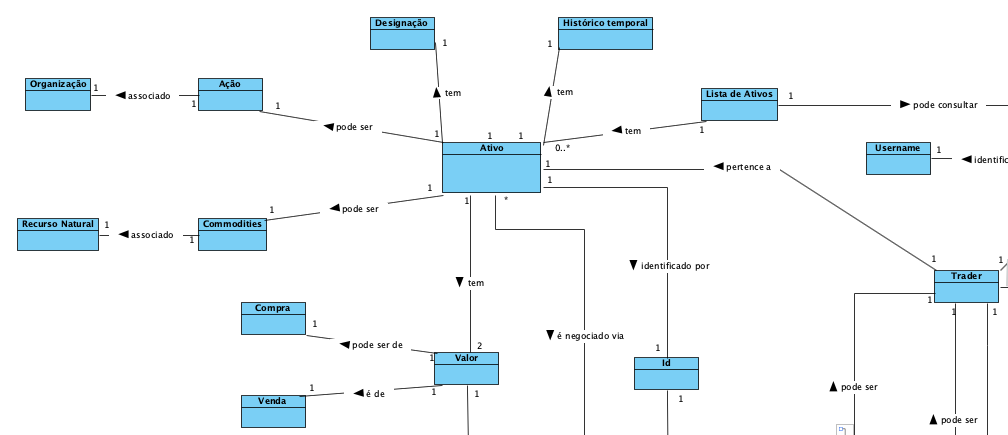 Designação
Histórico temporal
1
1
Organização
1
◄ associado
Ação
1
1
▲ tem
▲ tem
Lista de Ativos
1
► pode consultar
◄ pode ser
1
1
1
◄ tem
1
Ativo
0..*
Username
1
◄ identific
1
◄ pertence a
1
1
◄ pode ser
1
1
*
Recurso Natural
1
◄ associado
1
Commodities
1
1
Trader
1
▼ identificado por
1
1
1
▼ tem
Compra
1
◄ pode ser de
▼ é negociado via
1
2
Valor
1
Id
1
◄ é de
1
1
1
Venda
▲ pode ser
▲ pode ser